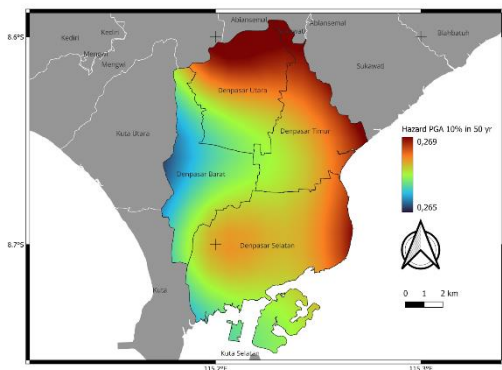 8.6°S
Abiansemal
Abiansemal
Kediri
Kediri
Mengwi
Mengwi
Blahbatuh
Sukawati
Denpasar Utara
Kuta Utara
Denpasar Timur
Denpasar Barat
8.7°S
Denpasar Selatan
Kuta
Kuta Selatan
Hazard PGA 10% in 50 yr
0,269
0,265
0 1 2 km